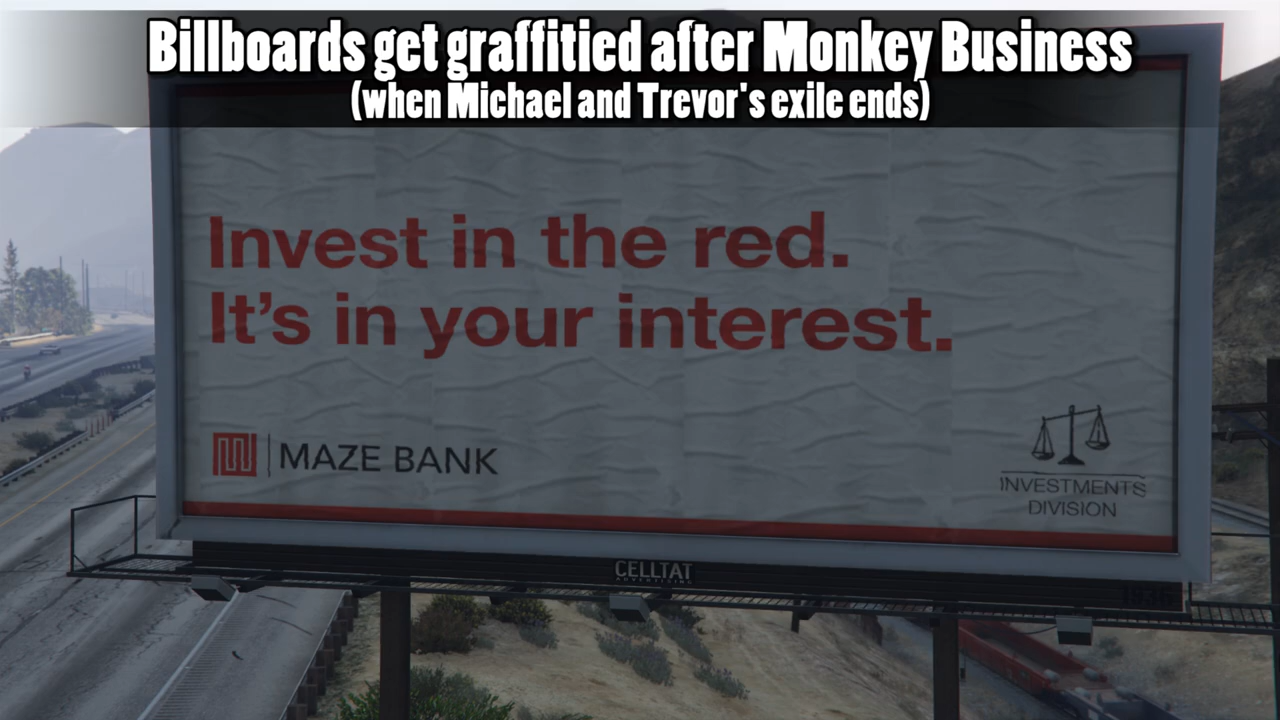 Billboards get graffitied after Monkey Business
(when Michael and Trevor's exile ends)
Invest in the red.
It's in your interest.
MAZE BANK
INVESTMENTS
DIVISION
CELLTAT
ADVERTISING